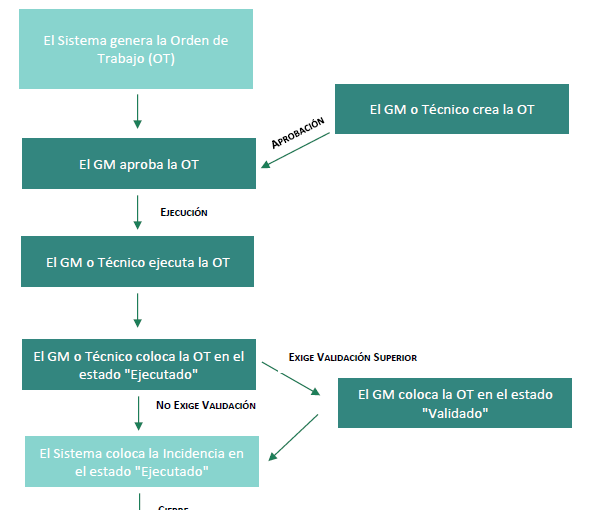 El Sistema genera la Orden de
Trabajo (OT)
El GM o Técnico crea la OT
APROBACIÓN
El GM aproba la OT
EJECUCIÓN
El GM o Técnico ejecuta la OT
El GM o Técnico coloca la OT en el
estado "Ejecutado"
EXIGE VALIDACIÓN SUPERIOR
El GM coloca la OT en el estado
"Validado"
NO EXIGE VALIDACIÓN
El Sistema coloca la Incidencia en
el estado "Ejecutado"
CIERRE